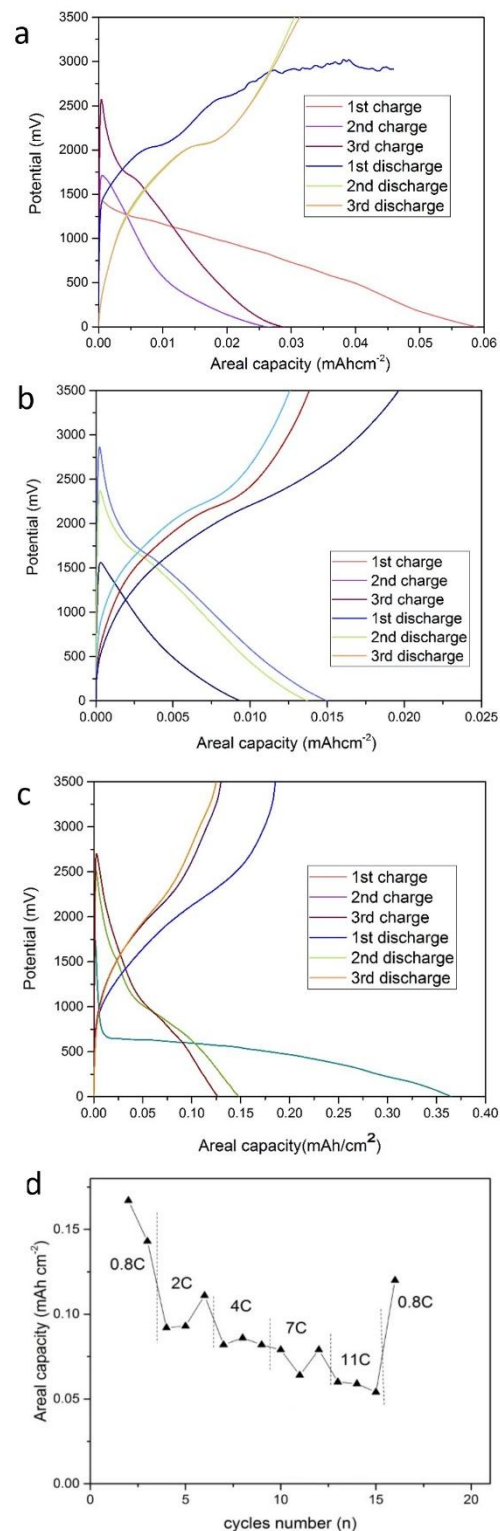 a
3500
3000
2500
2000
1500
1000
500
0
Potential (mV)
1st charge
2nd charge
3rd charge
1st discharge
2nd discharge
3rd discharge
0.00 0.01 0.02 0.03 0.04 0.05 0.06
Areal capacity (mAhcm-2)
b
3500
3000
2500
2000
1500
1000
500
0
Potential (mV)
1st charge
2nd charge
3rd charge
1st discharge
2nd discharge
3rd discharge
0.000 0.005 0.010 0.015 0.020 0.025
Areal capacity (mAhcm-2)
c
3500
3000
2500
2000
1500
1000
500
0
Potential (mV)
1st charge
2nd charge
3rd charge
1st discharge
2nd discharge
3rd discharge
0.00 0.05 0.10 0.15 0.20 0.25 0.30 0.35 0.40
Areal capacity(mAh/cm2)
d
0.15
0.10
0.05
0.00
Areal capacity (mAh cm-2)
0.8C
2C
4C
7C
11C
0.8C
0 5 10 15 20
cycles number (n)